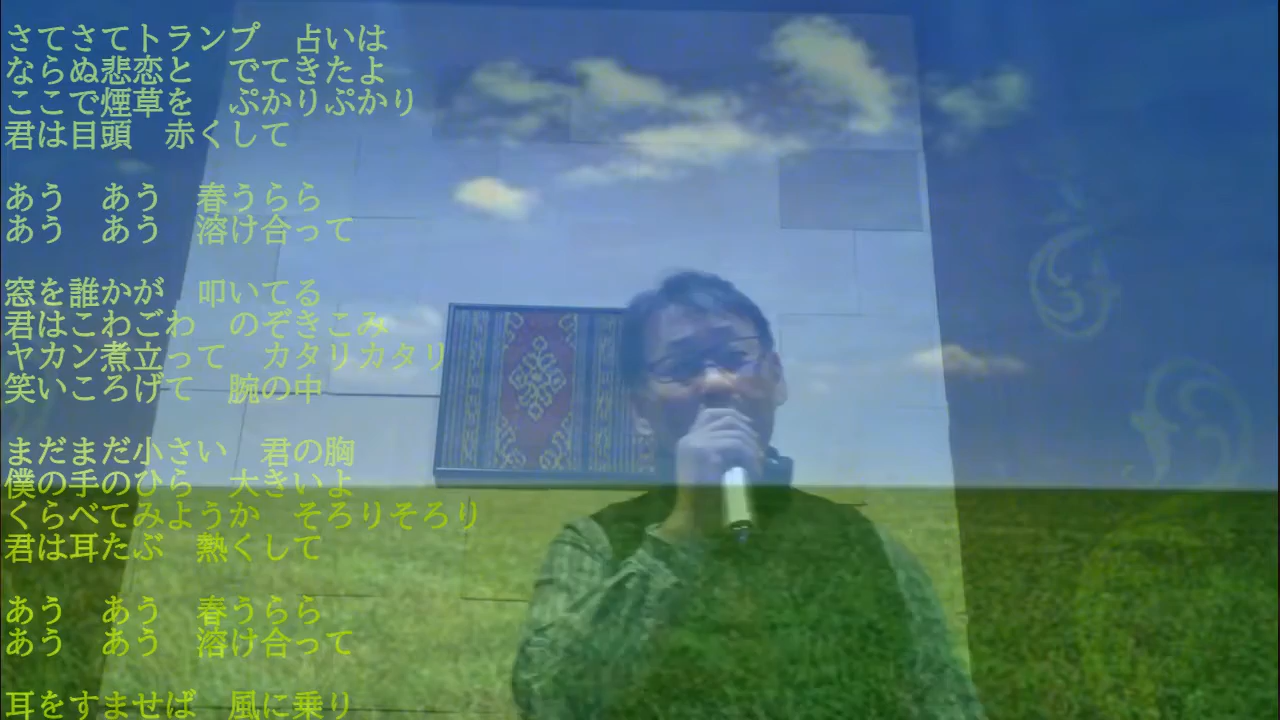 さてさてトランプ　占いは
ならぬ悲恋と　でてきたよ
ここで煙草を　ぷかりぷかり
君は目頭　赤くして
あう　あう　春うらら
あう　あう　溶け合って
窓を誰かが　叩いてる
君はこわごわ　のぞきこみ
ヤカン煮立って　カタリカタリ
笑いころげて　腕の中
まだまだ小さい　君の胸
僕の手のひら　大きいよ
くらべてみようか　そろりそろり
君は耳たぶ　熱くして
あう　あう　春うらら
あう　あう　溶け合って
耳をすませば　風に乗り